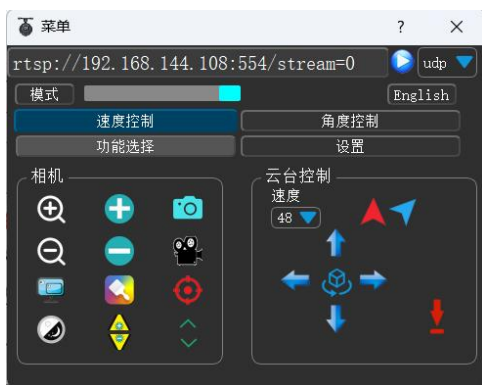 菜单
?
rtsp://192.168.144.108:554/stream=0
udp
模式
English
速度控制
角度控制
功能选择
设置
相机
云台控制
速度
48